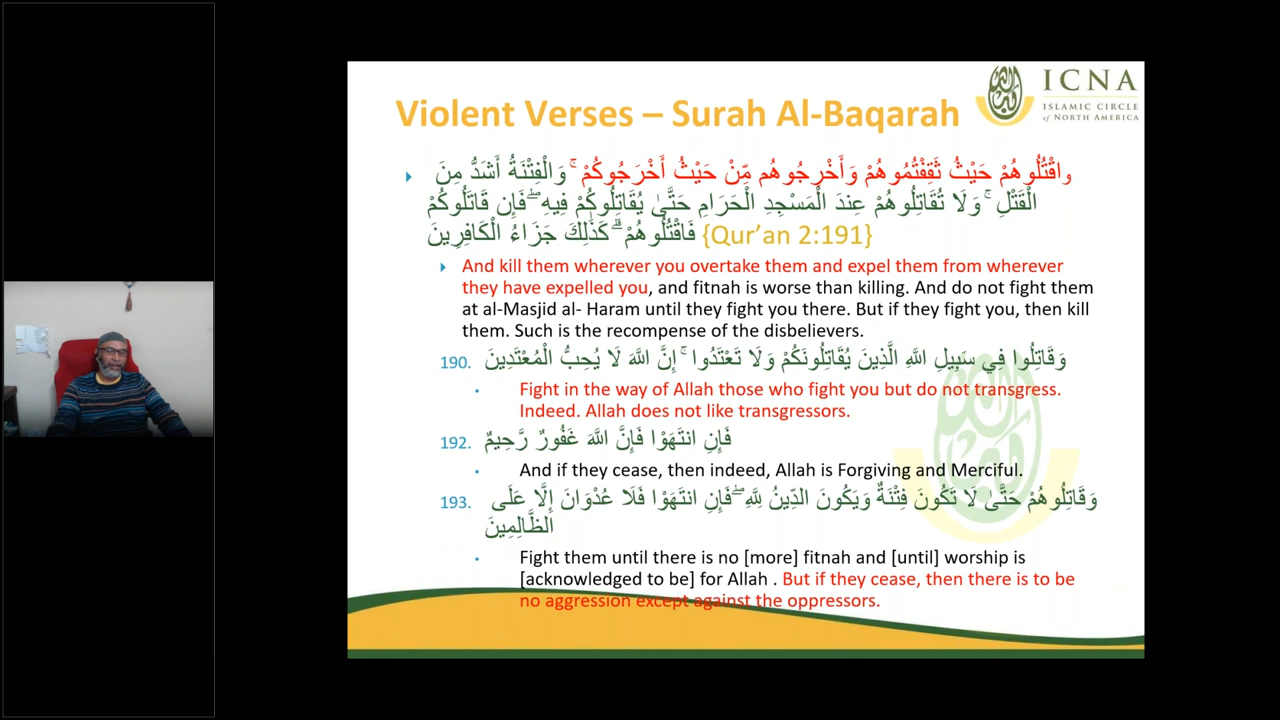 Violent Verses – Surah Al-Baqarah
ICNA
ISLAMIC CIRCLE
of NORTH AMERICA
واقْتُلُوهُمْ حَيْثُ ثَقِفْتُمُوهُمْ وَأَخْرِجُوهُم مِّنْ حَيْثُ أَخْرَجُوكُمْ ۚ وَالْفِتْنَةُ أَشَدُّ مِنَ
الْقَتْلِ ۚ وَلَا تُقَاتِلُوهُمْ عِندَ الْمَسْجِدِ الْحَرَامِ حَتَّىٰ يُقَاتِلُوكُمْ فِيهِ ۖ فَإِن قَاتَلُوكُمْ
فَاقْتُلُوهُمْ ۗ كَذَٰلِكَ جَزَاءُ الْكَافِرِينَ {Qur’an 2:191}
And kill them wherever you overtake them and expel them from wherever
they have expelled you, and fitnah is worse than killing. And do not fight them
at al-Masjid al- Haram until they fight you there. But if they fight you, then kill
them. Such is the recompense of the disbelievers.
190. وَقَاتِلُوا فِي سَبِيلِ اللَّهِ الَّذِينَ يُقَاتِلُونَكُمْ وَلَا تَعْتَدُوا ۚ إِنَّ اللَّهَ لَا يُحِبُّ الْمُعْتَدِينَ
Fight in the way of Allah those who fight you but do not transgress.
Indeed. Allah does not like transgressors.
192. فَإِنِ انتَهَوْا فَإِنَّ اللَّهَ غَفُورٌ رَّحِيمٌ
And if they cease, then indeed, Allah is Forgiving and Merciful.
193. وَقَاتِلُوهُمْ حَتَّىٰ لَا تَكُونَ فِتْنَةٌ وَيَكُونَ الدِّينُ لِلَّهِ ۖ فَإِنِ انتَهَوْا فَلَا عُدْوَانَ إِلَّا عَلَى
الظَّالِمِينَ
Fight them until there is no [more] fitnah and [until] worship is
[acknowledged to be] for Allah . But if they cease, then there is to be
no aggression except against the oppressors.